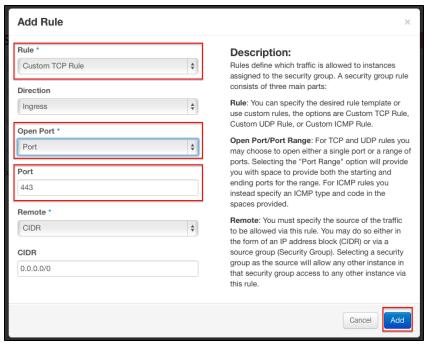 Add Rule
×
Rule *
Custom TCP Rule
Direction
Ingress
Open Port *
Port
Port
443
Remote *
CIDR
CIDR
0.0.0.0/0
Description:
Rules define which traffic is allowed to instances
assigned to the security group. A security group rule
consists of three main parts:
Rule: You can specify the desired rule template or
use custom rules, the options are Custom TCP Rule,
Custom UDP Rule, or Custom ICMP Rule.
Open Port/Port Range: For TCP and UDP rules you
may choose to open either a single port or a range of
ports. Selecting the "Port Range" option will provide
you with space to provide both the starting and
ending ports for the range. For ICMP rules you
instead specify an ICMP type and code in the
spaces provided.
Remote: You must specify the source of the traffic
to be allowed via this rule. You may do so either in
the form of an IP address block (CIDR) or via a
source group (Security Group). Selecting a security
group as the source will allow any other instance in
that security group access to any other instance via
this rule.
Cancel
Add